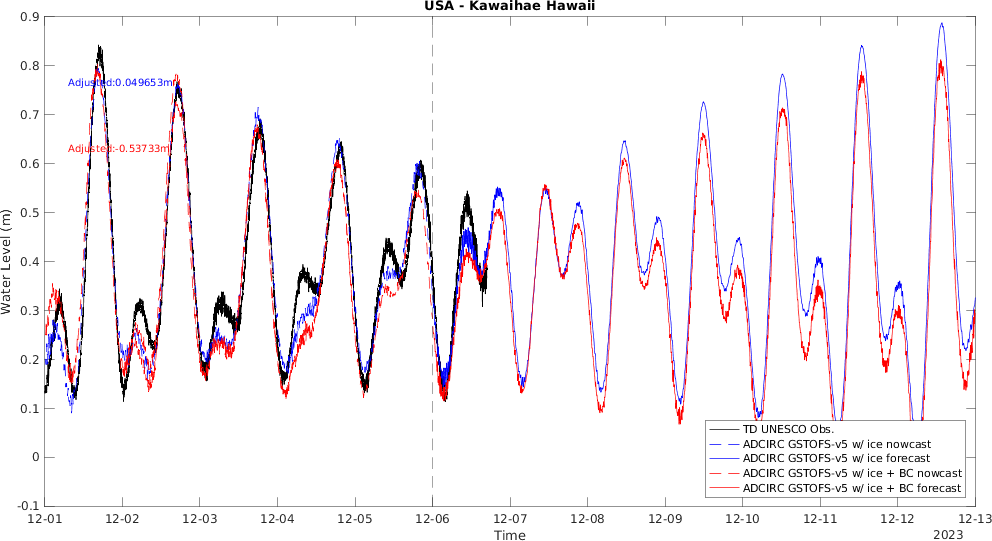 USA - Kawaihae Hawaii
0.9
0.8
Adjusted:0.049653m
0.7
Adjusted:-0.53733m
0.6
0.5
0.4
0.3
0.2
0.1
0
-0.1
Water Level (m)
TD UNESCO Obs.
ADCIRC GSTOFS-v5 w/ ice nowcast
ADCIRC GSTOFS-v5 w/ ice forecast
ADCIRC GSTOFS-v5 w/ ice + BC nowcast
ADCIRC GSTOFS-v5 w/ ice + BC forecast
12-01 12-02 12-03 12-04 12-05 12-06 12-07 12-08 12-09 12-10 12-11 12-12 12-13
Time
2023